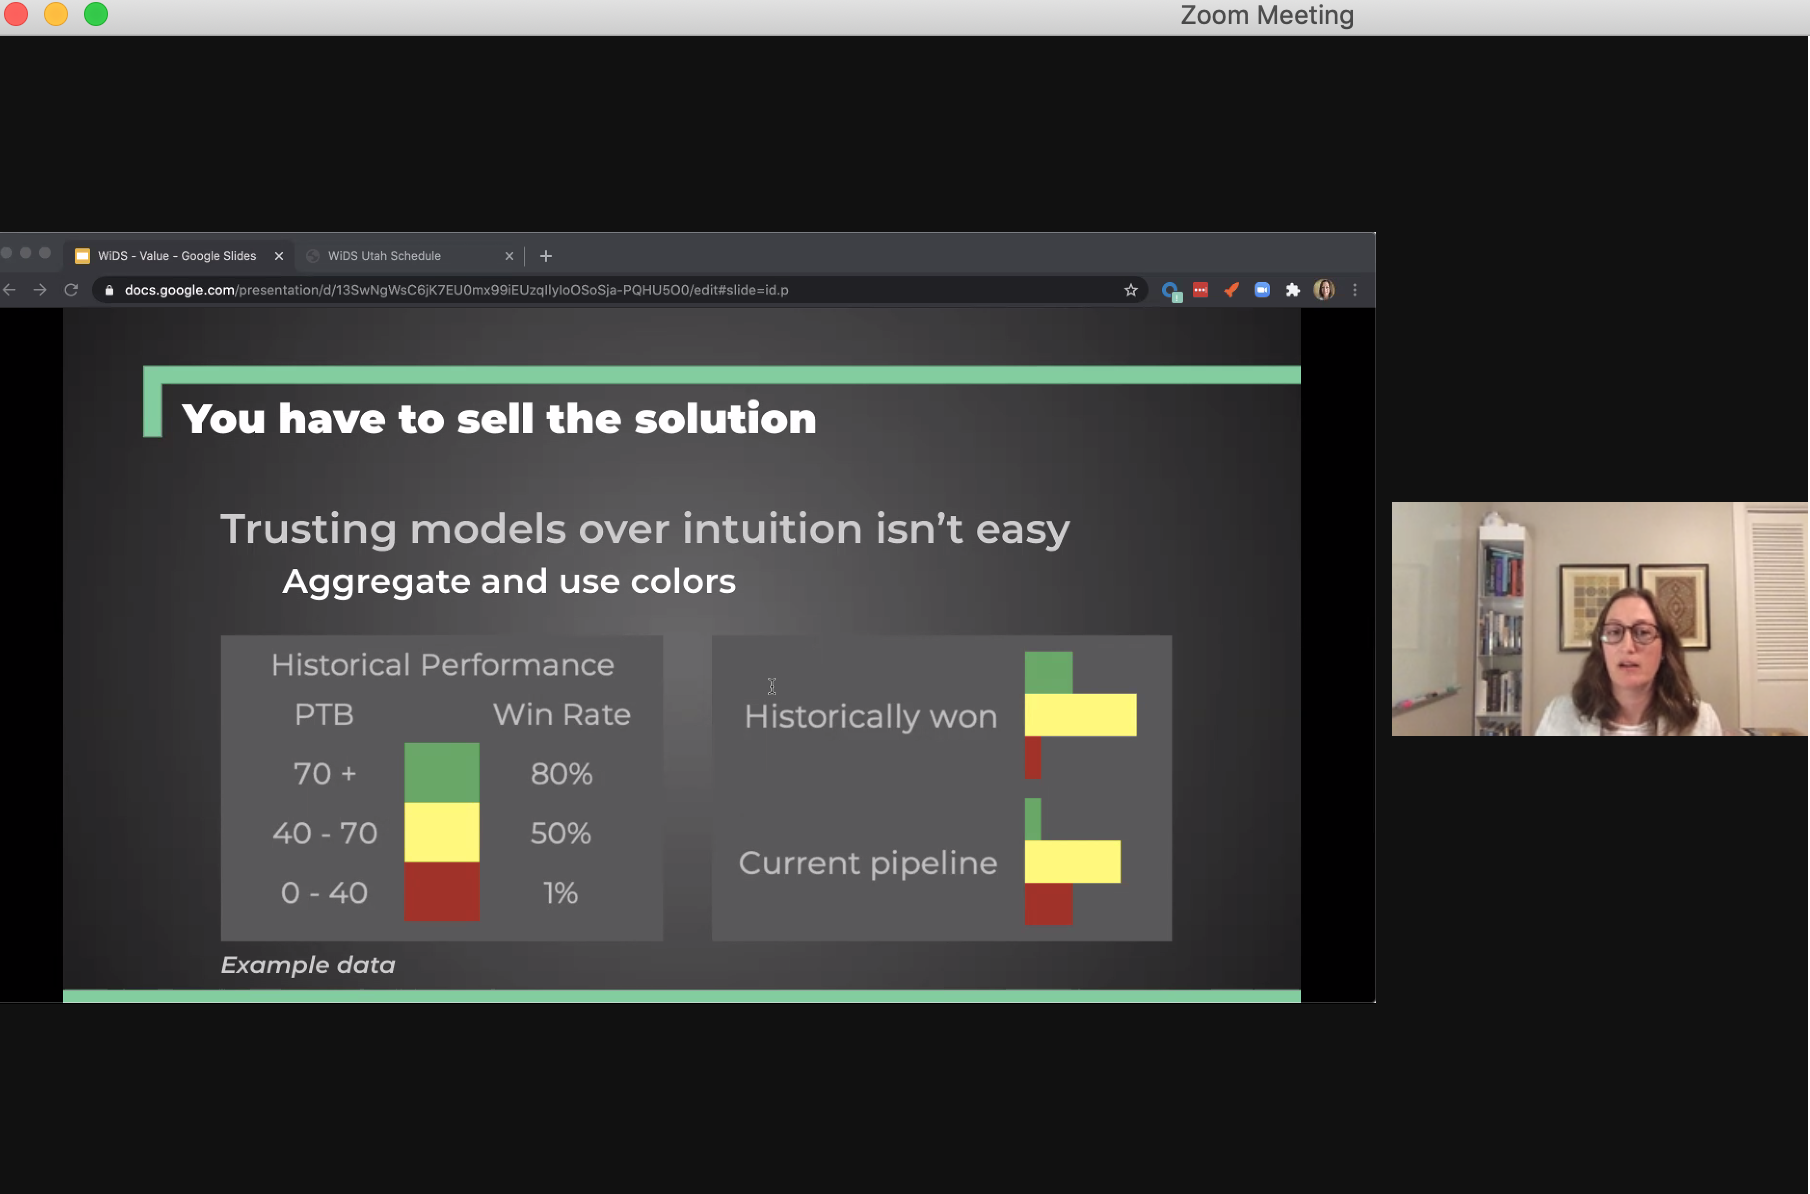 Zoom Meeting
WiDS - Value - Google Slides
WiDS Utah Schedule
docs.google.com/presentation/d/13SwNgWsC6jK7EU0mx99iEUzqIlyIoOSoSja-PQHU5O0/edit#slide=id.p
You have to sell the solution
Trusting models over intuition isn't easy
Aggregate and use colors
Historical Performance
PTB Win Rate
70 + 80%
40 - 70 50%
0 - 40 1%
Historically won
Current pipeline
Example data